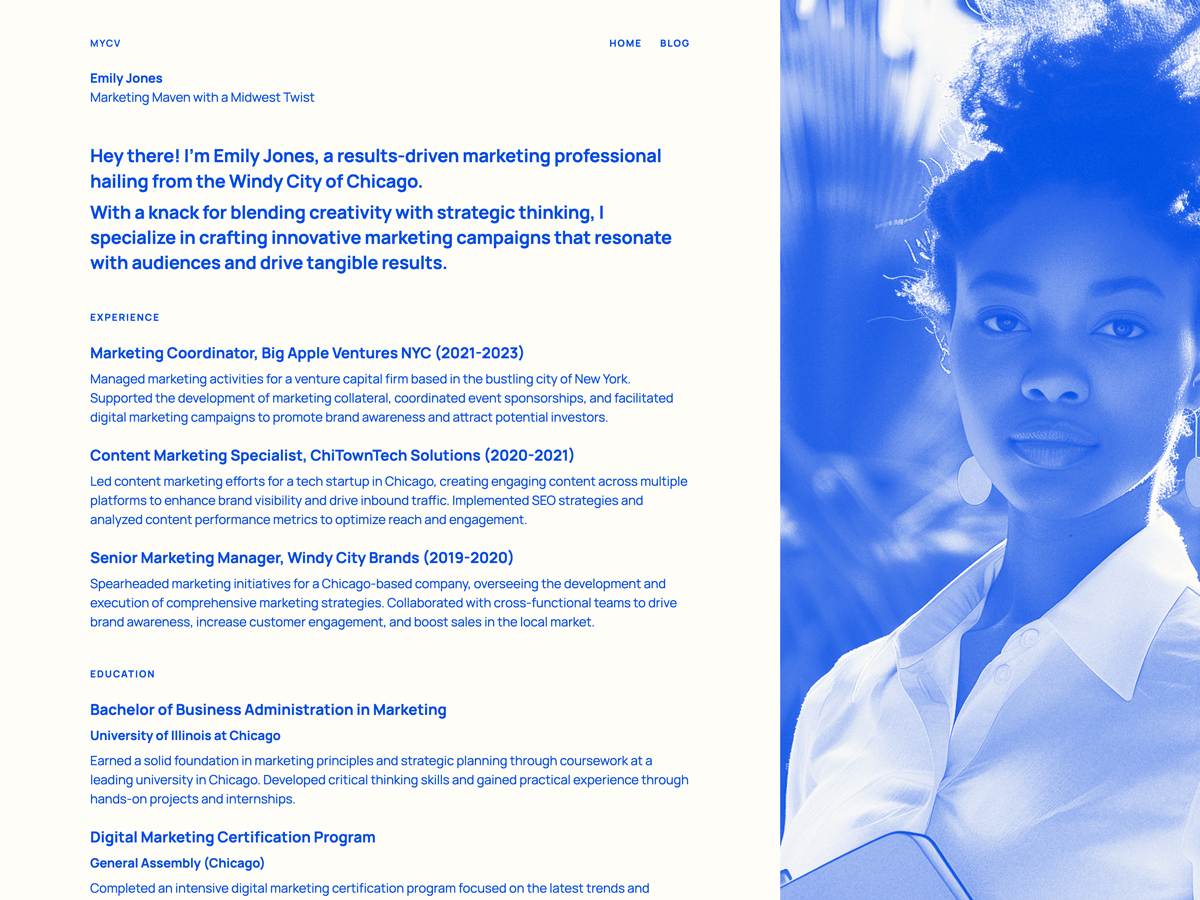 MYCV
HOME BLOG
Emily Jones
Marketing Maven with a Midwest Twist
Hey there! I'm Emily Jones, a results-driven marketing professional
hailing from the Windy City of Chicago.
With a knack for blending creativity with strategic thinking, I
specialize in crafting innovative marketing campaigns that resonate
with audiences and drive tangible results.
EXPERIENCE
Marketing Coordinator, Big Apple Ventures NYC (2021-2023)
Managed marketing activities for a venture capital firm based in the bustling city of New York.
Supported the development of marketing collateral, coordinated event sponsorships, and facilitated
digital marketing campaigns to promote brand awareness and attract potential investors.
Content Marketing Specialist, ChiTownTech Solutions (2020-2021)
Led content marketing efforts for a tech startup in Chicago, creating engaging content across multiple
platforms to enhance brand visibility and drive inbound traffic. Implemented SEO strategies and
analyzed content performance metrics to optimize reach and engagement.
Senior Marketing Manager, Windy City Brands (2019-2020)
Spearheaded marketing initiatives for a Chicago-based company, overseeing the development and
execution of comprehensive marketing strategies. Collaborated with cross-functional teams to drive
brand awareness, increase customer engagement, and boost sales in the local market.
EDUCATION
Bachelor of Business Administration in Marketing
University of Illinois at Chicago
Earned a solid foundation in marketing principles and strategic planning through coursework at a
leading university in Chicago. Developed critical thinking skills and gained practical experience through
hands-on projects and internships.
Digital Marketing Certification Program
General Assembly (Chicago)
Completed an intensive digital marketing certification program focused on the latest trends and